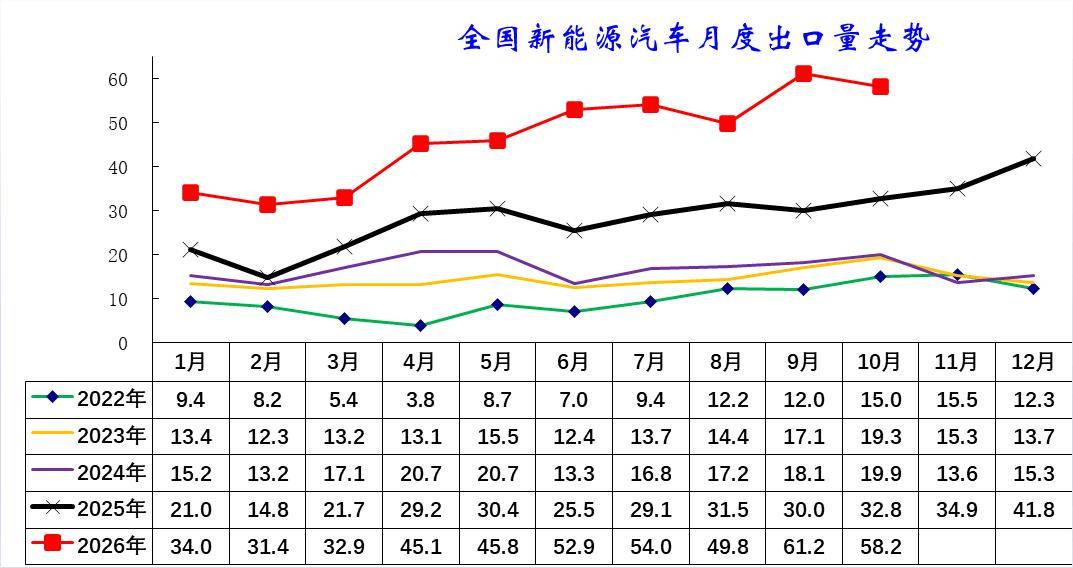 全国新能源汽车月度出口量走势
60
50
40
30
20
10
0
1月 2月 3月 4月 5月 6月 7月 8月 9月 10月 11月 12月
2022年 9.4 8.2 5.4 3.8 8.7 7.0 9.4 12.2 12.0 15.0 15.5 12.3
2023年 13.4 12.3 13.2 13.1 15.5 12.4 13.7 14.4 17.1 19.3 15.3 13.7
2024年 15.2 13.2 17.1 20.7 20.7 13.3 16.8 17.2 18.1 19.9 13.6 15.3
2025年 21.0 14.8 21.7 29.2 30.4 25.5 29.1 31.5 30.0 32.8 34.9 41.8
2026年 34.0 31.4 32.9 45.1 45.8 52.9 54.0 49.8 61.2 58.2